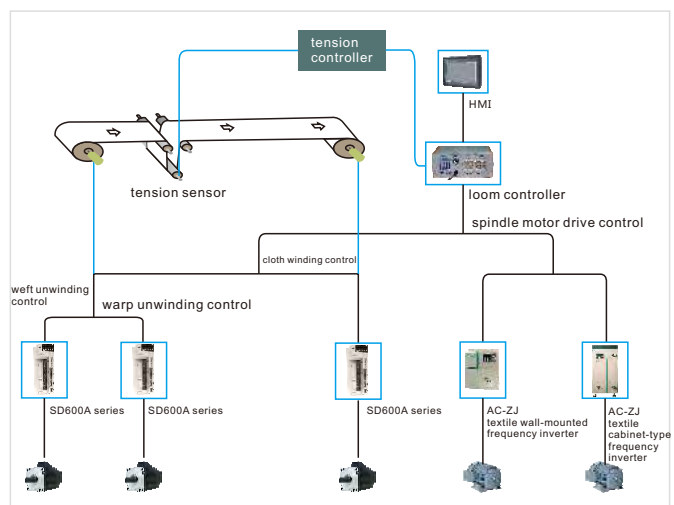 tension
controller
HMI
tension sensor
loom controller
spindle motor drive control
cloth winding control
weft unwinding
control
warp unwinding control
SD600A series
SD600A series
SD600A series
AC-ZJ
textile wall-mounted
frequency inverter
AC-ZJ
textile
cabinet-type
frequency
inverter